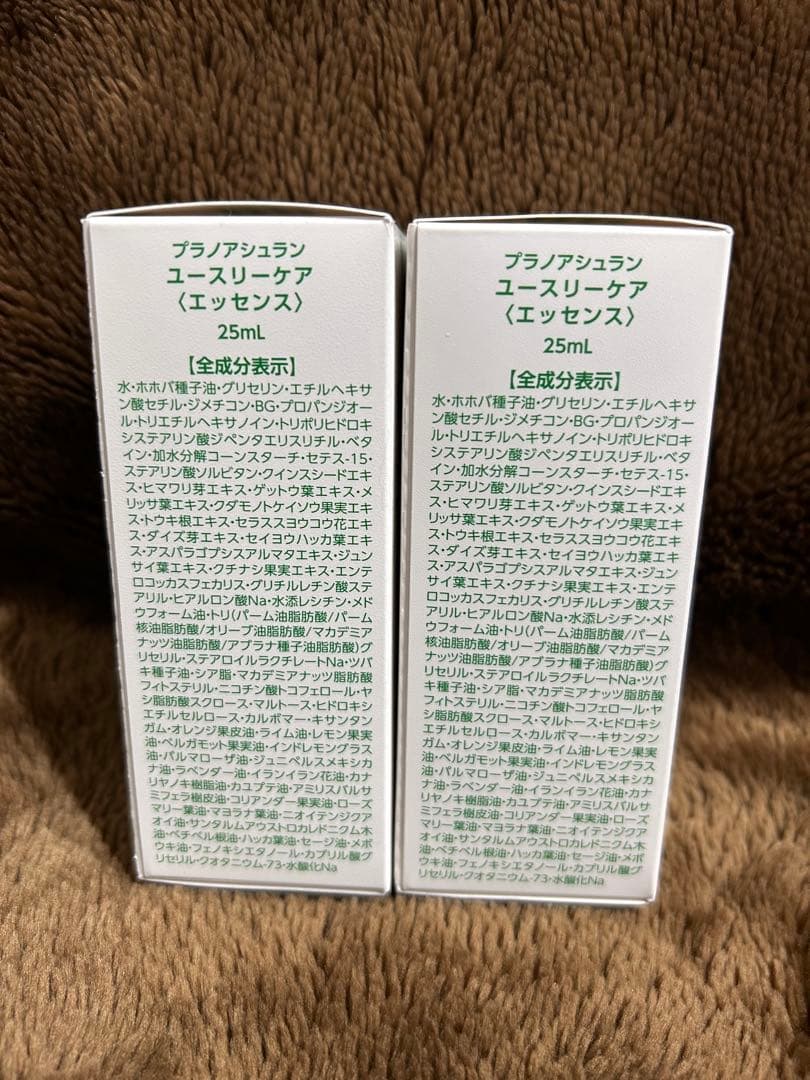 プラノアシュラン
ユースリーケア
〈エッセンス〉
25mL
【全成分表示】
水・ホホバ種子油・グリセリン・エチルヘキサ
ン酸セチル・ジメチコン・BG・プロパンジオー
ル・トリエチルヘキサノイン・トリポリヒドロキ
システアリン酸ジペンタエリスリチル・ベタ
イン・加水分解コーンスターチ・セテス-15・
ステアリン酸ソルビタン・クインスシードエキ
ス・ヒマワリ芽エキス・ゲットウ葉エキス・メ
リッサ葉エキス・クダモノトケイソウ果実エキ
ス・トウキ根エキス・セラススヨウコウ花エキ
ス・ダイズ芽エキス・セイヨウハッカ葉エキ
ス・アスパラゴプシスアルマタエキス・ジュン
サイ葉エキス・クチナシ果実エキス・エンテ
ロコッカスフェカリス・グリチルレチン酸ステ
アリル・ヒアルロン酸Na・水添レシチン・メド
ウフォーム油・トリ(パーム油脂肪酸/パーム
核油脂肪酸/オリーブ油脂肪酸/マカデミア
ナッツ油脂肪酸/アブラナ種子油脂肪酸)グ
リセリル・ステアロイルラクチレートNa・ツバ
キ種子油・シア脂・マカデミアナッツ脂肪酸
フィトステリル・ニコチン酸トコフェロール・ヤ
シ脂肪酸スクロース・マルトース・ヒドロキシ
エチルセルロース・カルボマー・キサンタン
ガム・オレンジ果皮油・ライム油・レモン果実
油・ベルガモット果実油・インドレモングラス
油・パルマローザ油・ジュニペルスメキシカ
ナ油・ラベンダー油・イランイラン花油・カナ
リヤノキ樹脂油・カユプテ油・アミリスバルサ
ミフェラ樹皮油・コリアンダー果実油・ローズ
マリー葉油・マヨラナ葉油・ニオイテンジクア
オイ油・サンタルムアウストロカレドニクム木
油・ベチベル根油・ハッカ葉油・セージ油・メボ
ウキ油・フェノキシエタノール・カプリル酸グ
リセリル・クオタニウム-73・水酸化Na
プラノアシュラン
ユースリーケア
〈エッセンス〉
25mL
【全成分表示】
水・ホホバ種子油・グリセリン・エチルヘキサ
ン酸セチル・ジメチコン・BG・プロパンジオー
ル・トリエチルヘキサノイン・トリポリヒドロキ
システアリン酸ジペンタエリスリチル・ベタ
イン・加水分解コーンスターチ・セテス-15・
ステアリン酸ソルビタン・クインスシードエキ
ス・ヒマワリ芽エキス・ゲットウ葉エキス・メ
リッサ葉エキス・クダモノトケイソウ果実エキ
ス・トウキ根エキス・セラススヨウコウ花エキ
ス・ダイズ芽エキス・セイヨウハッカ葉エキ
ス・アスパラゴプシスアルマタエキス・ジュン
サイ葉エキス・クチナシ果実エキス・エンテ
ロコッカスフェカリス・グリチルレチン酸ステ
アリル・ヒアルロン酸Na・水添レシチン・メド
ウフォーム油・トリ(パーム油脂肪酸/パーム
核油脂肪酸/オリーブ油脂肪酸/マカデミア
ナッツ油脂肪酸/アブラナ種子油脂肪酸)グ
リセリル・ステアロイルラクチレートNa・ツバ
キ種子油・シア脂・マカデミアナッツ脂肪酸
フィトステリル・ニコチン酸トコフェロール・ヤ
シ脂肪酸スクロース・マルトース・ヒドロキシ
エチルセルロース・カルボマー・キサンタン
ガム・オレンジ果皮油・ライム油・レモン果実
油・ベルガモット果実油・インドレモングラス
油・パルマローザ油・ジュニペルスメキシカ
ナ油・ラベンダー油・イランイラン花油・カナ
リヤノキ樹脂油・カユプテ油・アミリスバルサ
ミフェラ樹皮油・コリアンダー果実油・ローズ
マリー葉油・マヨラナ葉油・ニオイテンジクア
オイ油・サンタルムアウストロカレドニクム木
油・ベチベル根油・ハッカ葉油・セージ油・メボ
ウキ油・フェノキシエタノール・カプリル酸グ
リセリル・クオタニウム-73・水酸化Na